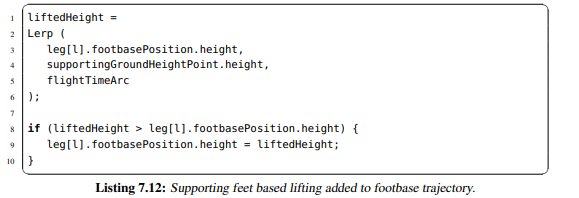 1 liftedHeight =
2 Lerp (
3 leg[l].footbasePosition.height,
4 supportingGroundHeightPoint.height,
5 flightTimeArc
6 );
7
8 if (liftedHeight > leg[l].footbasePosition.height) {
9 leg[l].footbasePosition.height = liftedHeight;
10 }
Listing 7.12: Supporting feet based lifting added to footbase trajectory.